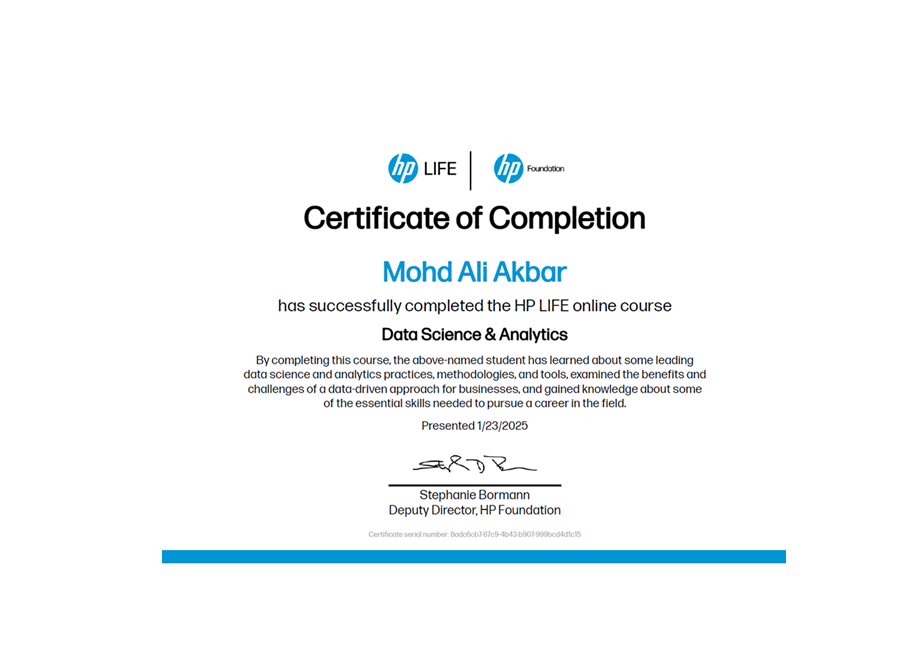 hp LIFE | hp Foundation
Certificate of Completion
Mohd Ali Akbar
has successfully completed the HP LIFE online course
Data Science & Analytics
By completing this course, the above-named student has learned about some leading
data science and analytics practices, methodologies, and tools, examined the benefits and
challenges of a data-driven approach for businesses, and gained knowledge about some
of the essential skills needed to pursue a career in the field.
Presented 1/23/2025
Stephanie Bormann
Deputy Director, HP Foundation
Certificate serial number: 8adc6cb7-87c9-4b43-b907-999bcd4d1c15